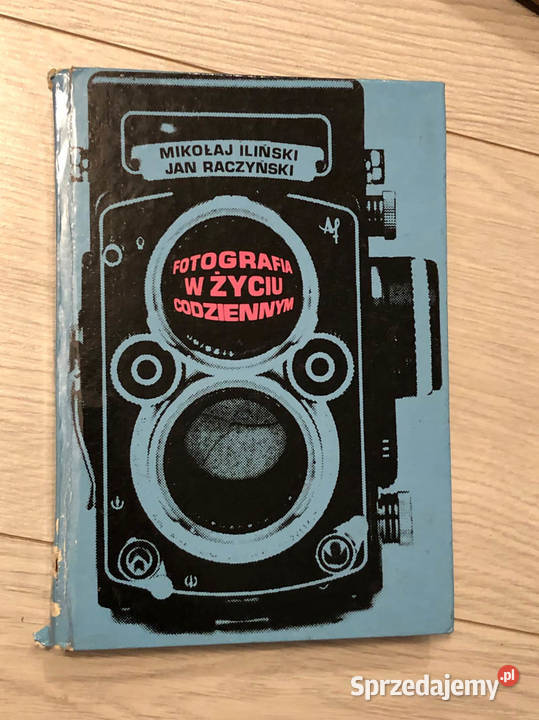 MIKOŁAJ ILIŃSKI
JAN RACZYŃSKI
FOTOGRAFIA
W ŻYCIU
CODZIENNYM
Sprzedajemy.pl